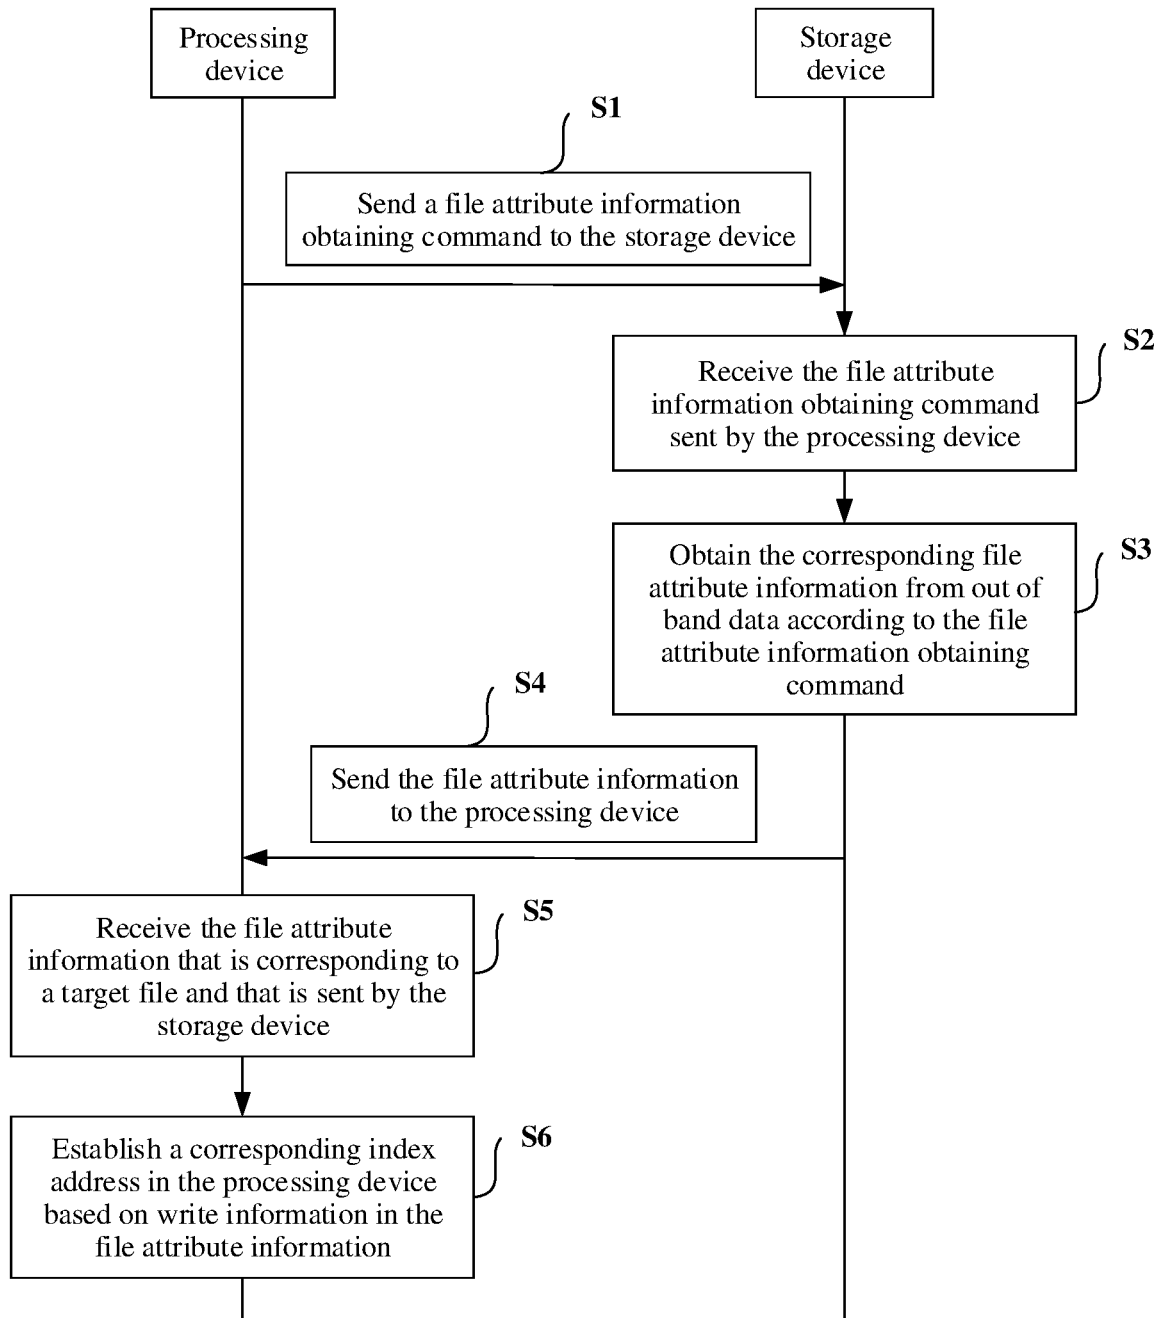 Processing
device
Storage
device
S1
Send a file attribute information
obtaining command to the storage device
S2
Receive the file attribute
information obtaining command
sent by the processing device
S3
Obtain the corresponding file
attribute information from out of
band data according to the file
attribute information obtaining
command
S4
Send the file attribute information
to the processing device
S5
Receive the file attribute
information that is corresponding to
a target file and that is sent by the
storage device
S6
Establish a corresponding index
address in the processing device
based on write information in the
file attribute information